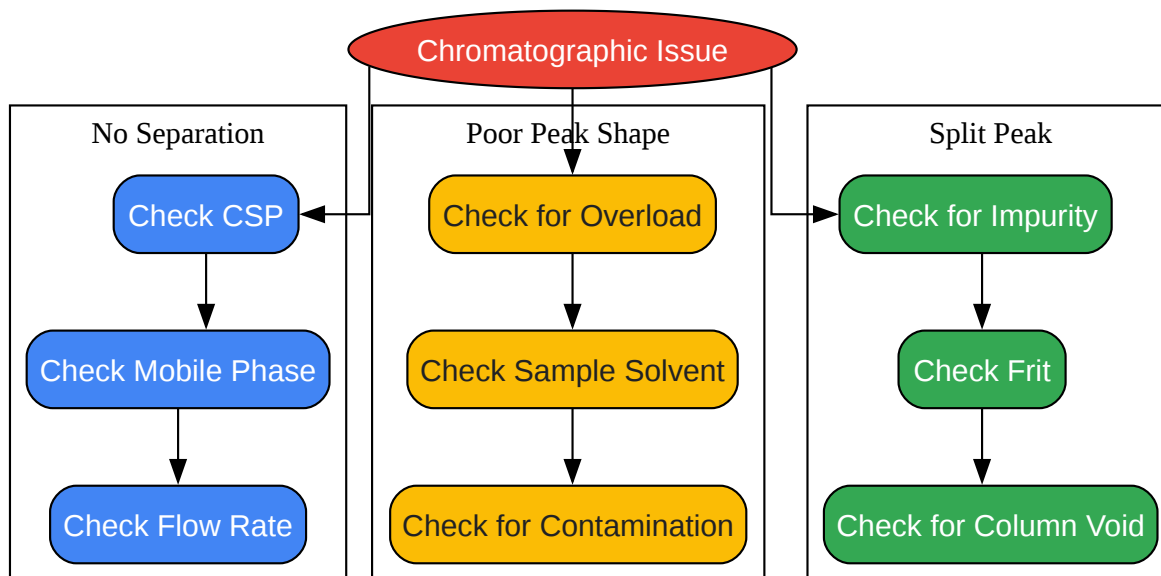 Chromatographic Issue
No Separation
Check CSP
Check Mobile Phase
Check Flow Rate
Poor Peak Shape
Check for Overload
Check Sample Solvent
Check for Contamination
Split Peak
Check for Impurity
Check Frit
Check for Column Void